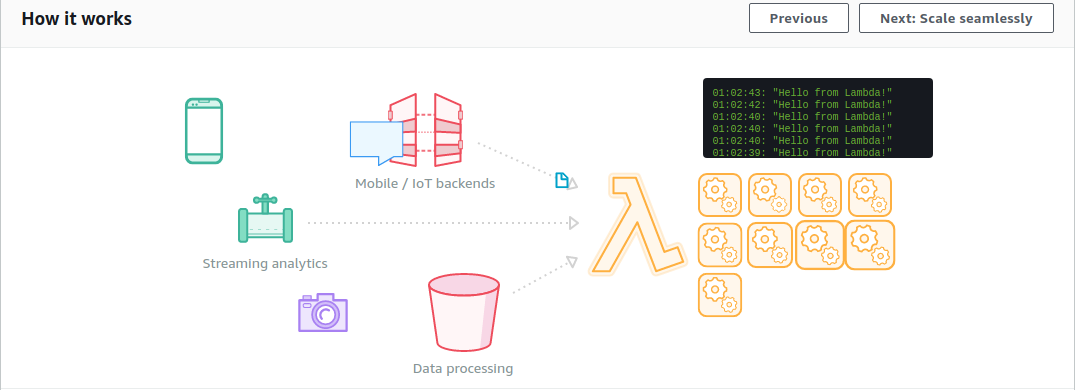 How it works
Previous
Next: Scale seamlessly
01:02:43: "Hello from Lambda!"
01:02:42: "Hello from Lambda!"
01:02:40: "Hello from Lambda!"
01:02:40: "Hello from Lambda!"
01:02:40: "Hello from Lambda!"
01:02:39: "Hello from Lambda!"
Mobile / IoT backends
λ
Streaming analytics
Data processing